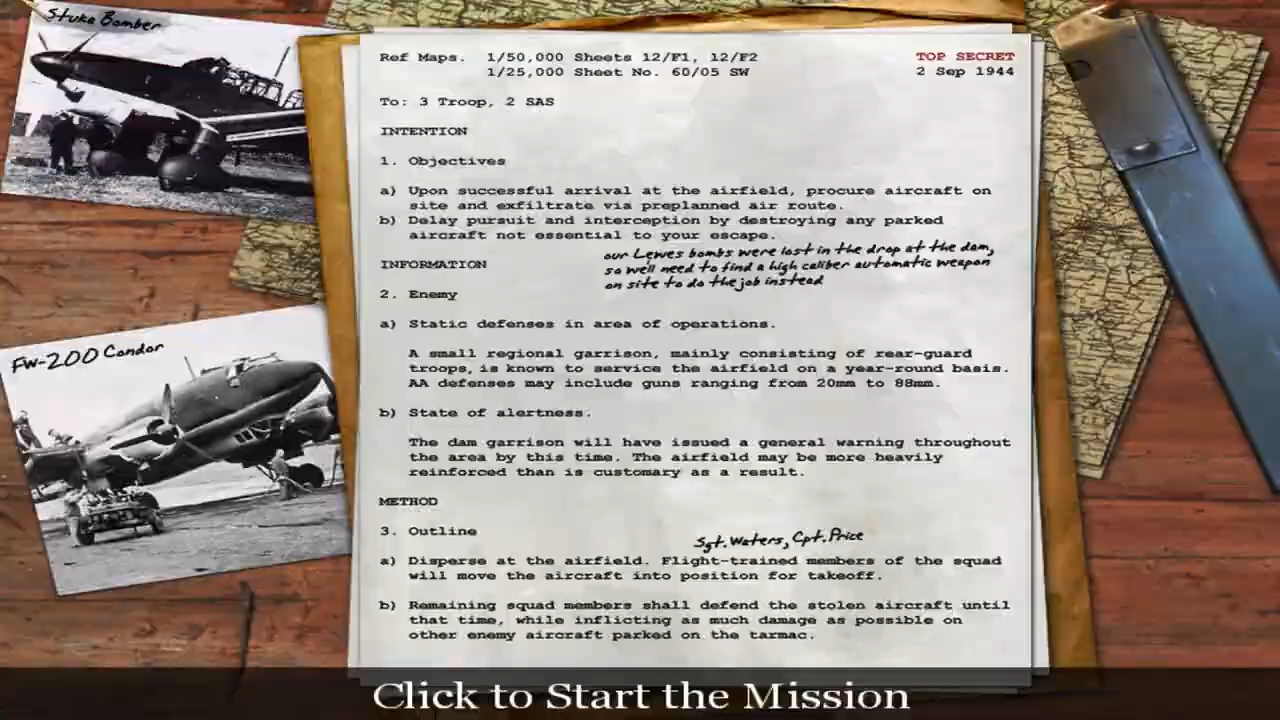 Stuka Bomber
Ref Maps. 1/50,000 Sheets 12/F1, 12/F2
TOP SECRET
1/25,000 Sheet No. 60/05 SW
2 Sep 1944
To: 3 Troop, 2 SAS
INTENTION
1. Objectives
a) Upon successful arrival at the airfield, procure aircraft on
site and exfiltrate via preplanned air route.
b) Delay pursuit and interception by destroying any parked
aircraft not essential to your escape.
our Lewes bombs were lost in the drop at the dam,
so we'll need to find a high caliber automatic weapon
on site to do the job instead
INFORMATION
2. Enemy
a) Static defenses in area of operations.
FW-200 Condor
A small regional garrison, mainly consisting of rear-guard
troops, is known to service the airfield on a year-round basis.
AA defenses may include guns ranging from 20mm to 88mm.
b) State of alertness.
The dam garrison will have issued a general warning throughout
the area by this time. The airfield may be more heavily
reinforced than is customary as a result.
METHOD
3. Outline
Sgt. Waters, Cpt. Price
a) Disperse at the airfield. Flight-trained members of the squad
will move the aircraft into position for takeoff.
b) Remaining squad members shall defend the stolen aircraft until
that time, while inflicting as much damage as possible on
other enemy aircraft parked on the tarmac.
Click to Start the Mission